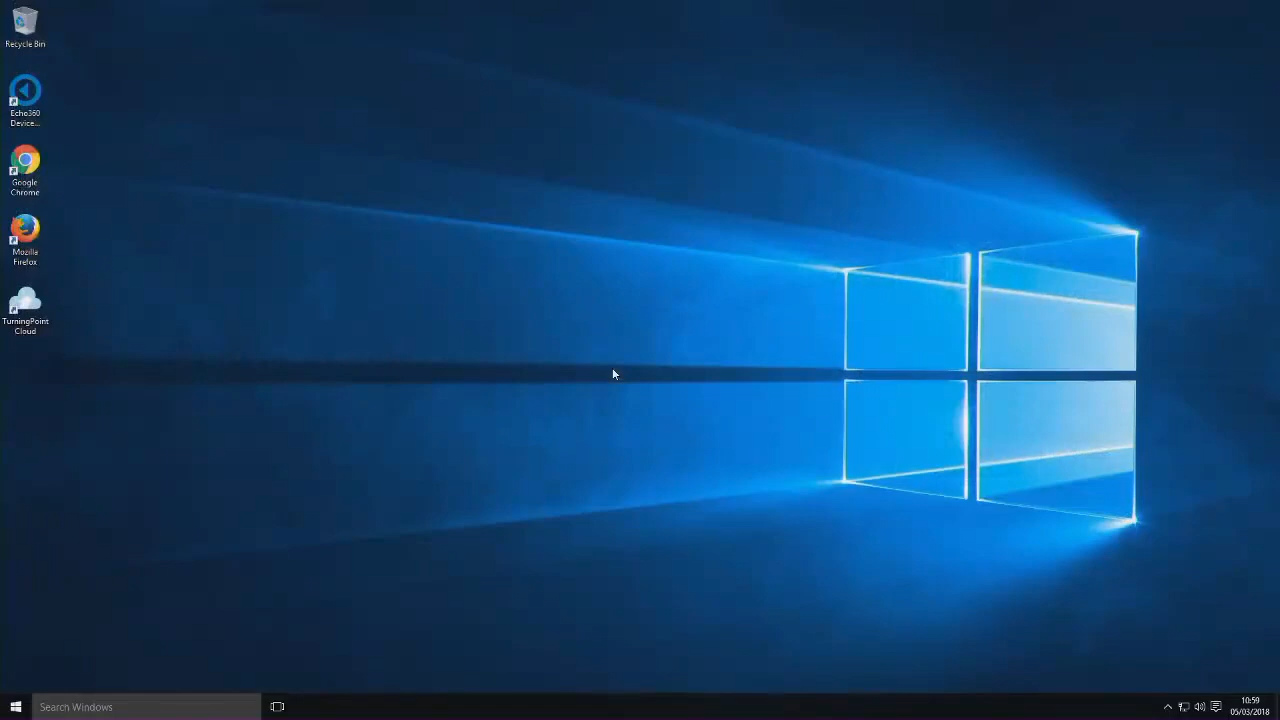 Recycle Bin
Echo360
Device...
Google
Chrome
Mozilla
Firefox
TurningPoint
Cloud
Search Windows
10:59
05/03/2018